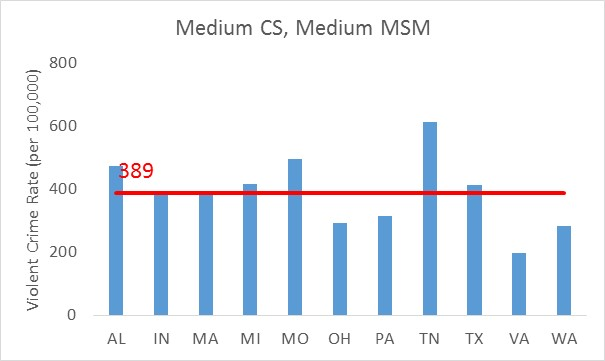 Medium CS, Medium MSM
Violent Crime Rate (per 100,000)
800
600
400
200
0
389
AL IN MA MI MO OH PA TN TX VA WA